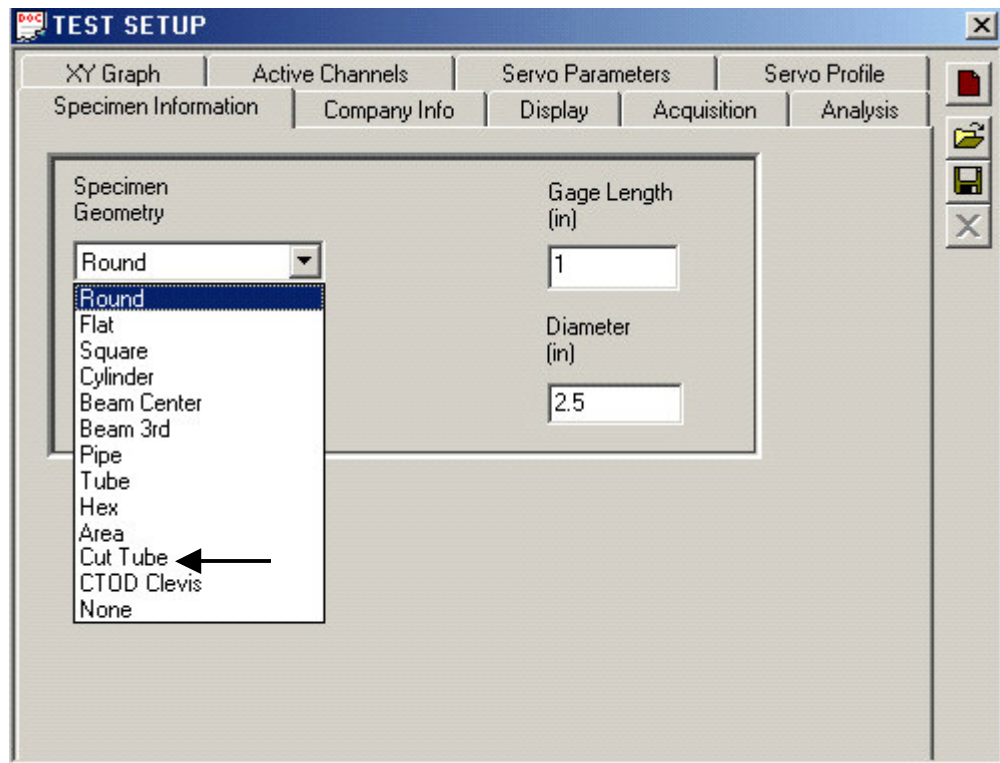 DOC TEST SETUP
XY Graph Active Channels Servo Parameters Servo Profile
Specimen Information Company Info Display Acquisition Analysis
Specimen
Geometry
Round
Round
Flat
Square
Cylinder
Beam Center
Beam 3rd
Pipe
Tube
Hex
Area
Cut Tube
CTOD Clevis
None
Gage Length
(in)
1
Diameter
(in)
2.5